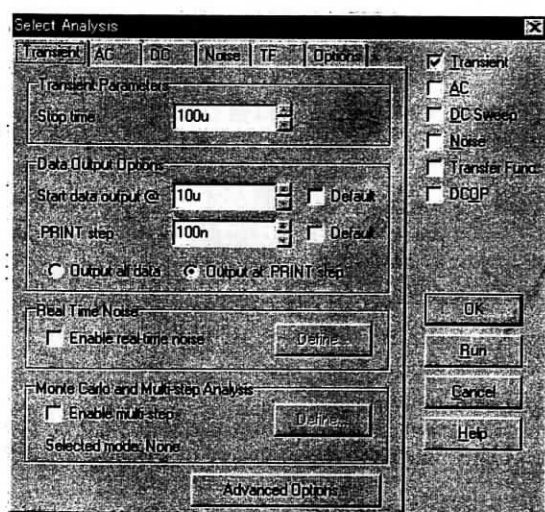 Select Analysis
Transient AC DC Noise TF Options
Transient Parameters
Stop time 100u
Data Output Options
Start data output @ 10u Default
PRINT step 100n Default
Output all data Output at PRINT step
Real Time Noise
Enable real-time noise Define...
Monte Carlo and Multi-step Analysis
Enable multi-step Define...
Selected mode: None
Advanced Options...
Transient
AC
DC Sweep
Noise
Transfer Func.
DCOP
OK
Run
Cancel
Help